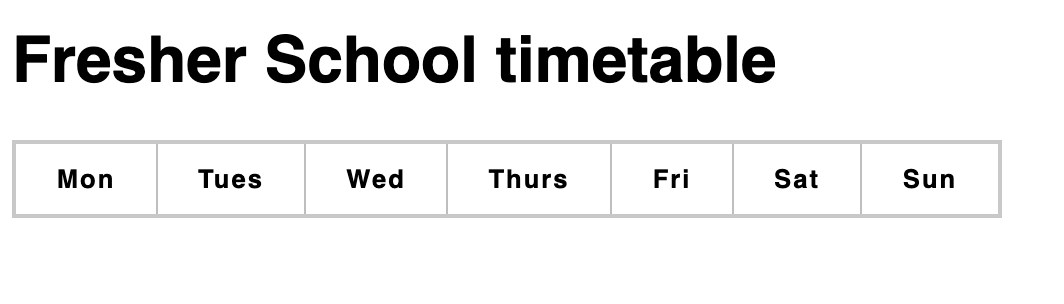 Fresher School timetable
Mon Tues Wed Thurs Fri Sat Sun